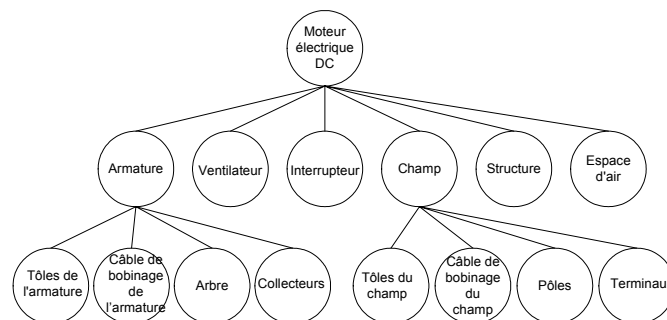 Moteur
électrique
DC
Armature
Ventilateur
Interrupteur
Champ
Structure
Espace
d'air
Tôles de
l'armature
Câble de
bobinage
de
l'armature
Arbre
Collecteurs
Tôles du
champ
Câble de
bobinage
du
champ
Pôles
Terminau